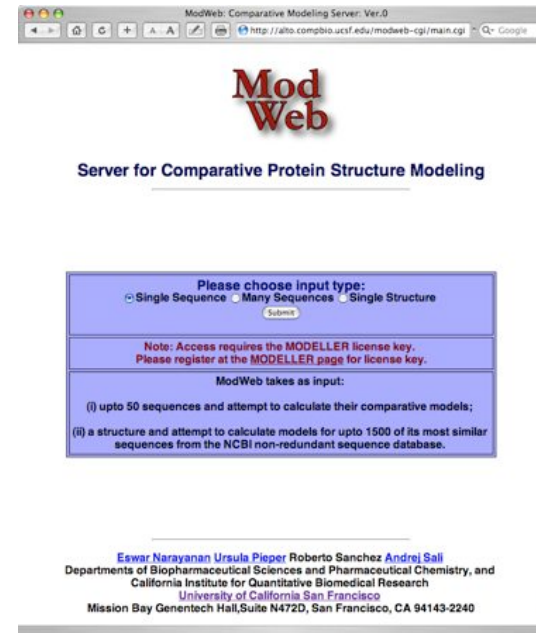 ModWeb: Comparative Modeling Server: Ver.0
A A http://alto.compbio.ucsf.edu/modweb-cgi/main.cgi Google
Mod
Web
Server for Comparative Protein Structure Modeling
Please choose input type:
Single Sequence Many Sequences Single Structure
Submit
Note: Access requires the MODELLER license key.
Please register at the MODELLER page for license key.
ModWeb takes as input:
(i) upto 50 sequences and attempt to calculate their comparative models;
(ii) a structure and attempt to calculate models for upto 1500 of its most similar
sequences from the NCBI non-redundant sequence database.
Eswar Narayanan Ursula Pieper Roberto Sanchez Andrej Sali
Departments of Biopharmaceutical Sciences and Pharmaceutical Chemistry, and
California Institute for Quantitative Biomedical Research
University of California San Francisco
Mission Bay Genentech Hall,Suite N472D, San Francisco, CA 94143-2240